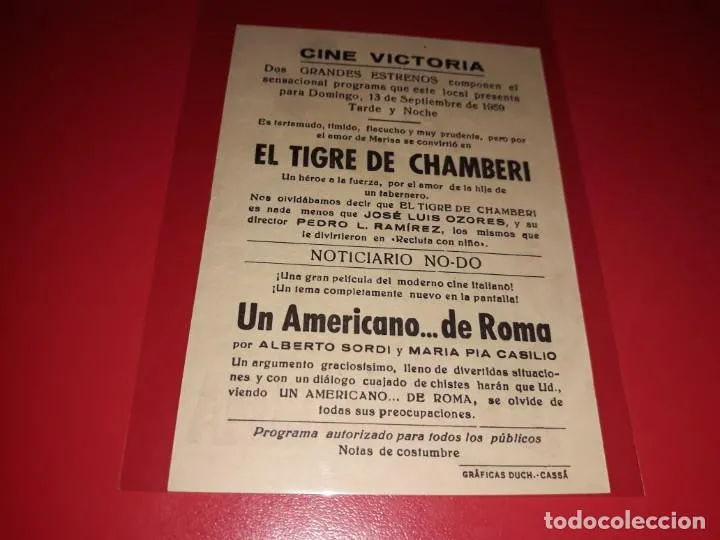 CINE VICTORIA
Dos GRANDES ESTRENOS componen el
sensacional programa que este local presenta
para Domingo, 13 de Septiembre de 1959
Tarde y Noche
Es tartamudo, tímido, flacucho y muy prudente, pero por
el amor de Marisa se convirtió en
EL TIGRE DE CHAMBERI
Un héroe a la fuerza, por el amor de la hija de
un tabernero.
Nos olvidábamos decir que EL TIGRE DE CHAMBERI
es nada menos que JOSÉ LUIS OZORES, y su
director PEDRO L. RAMÍREZ, los mismos que
le divirtieron en «Recluta con niño».
NOTICIARIO NO-DO
¡Una gran película del moderno cine italiano!
¡Un tema completamente nuevo en la pantalla!
Un Americano... de Roma
por ALBERTO SORDI y MARIA PIA CASILIO
Un argumento graciosísimo, lleno de divertidas situacio-
nes y con un diálogo cuajado de chistes harán que Ud.,
viendo UN AMERICANO... DE ROMA, se olvide de
todas sus preocupaciones.
Programa autorizado para todos los públicos
Notas de costumbre
GRÁFICAS DUCH.-CASSÁ
todocoleccion